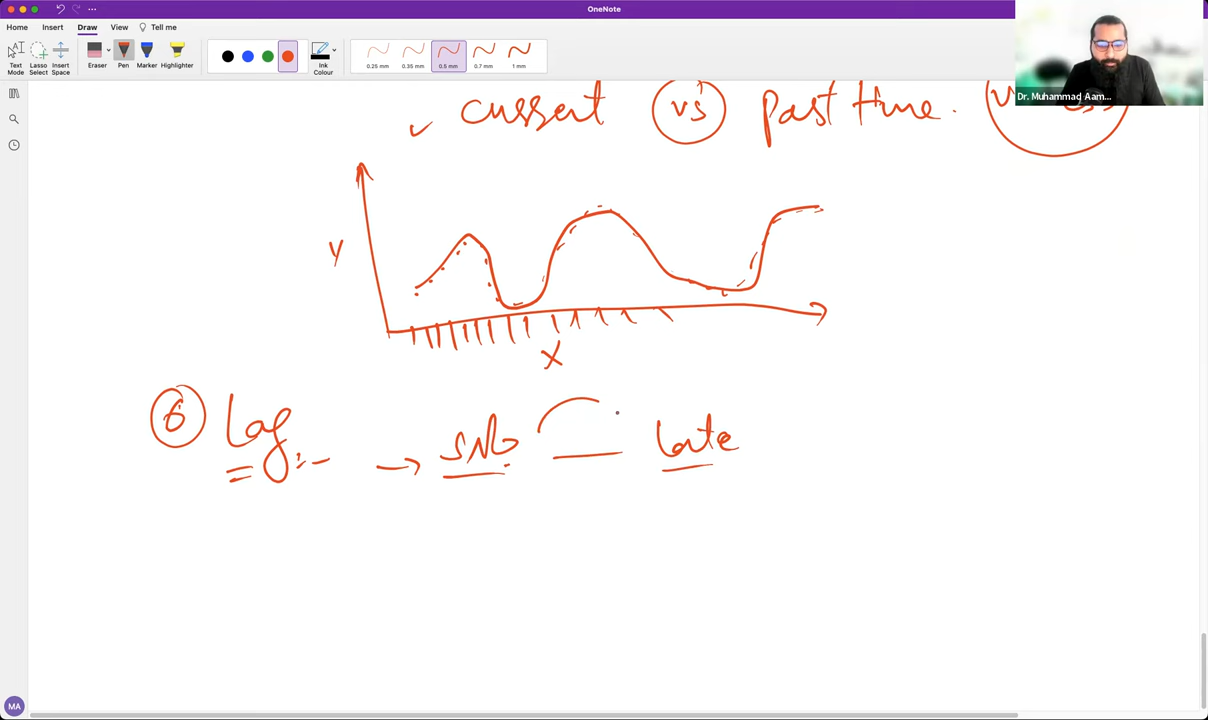 OneNote
Home Insert Draw View Tell me
Text Mode Lasso Select Insert Space Eraser Pen Marker Highlighter Ink Colour 0.25 mm 0.35 mm 0.5 mm 0.7 mm 1 mm
Dr. Muhammad Aam...
current vs past time.
Y
X
6 Lag :- → late
MA